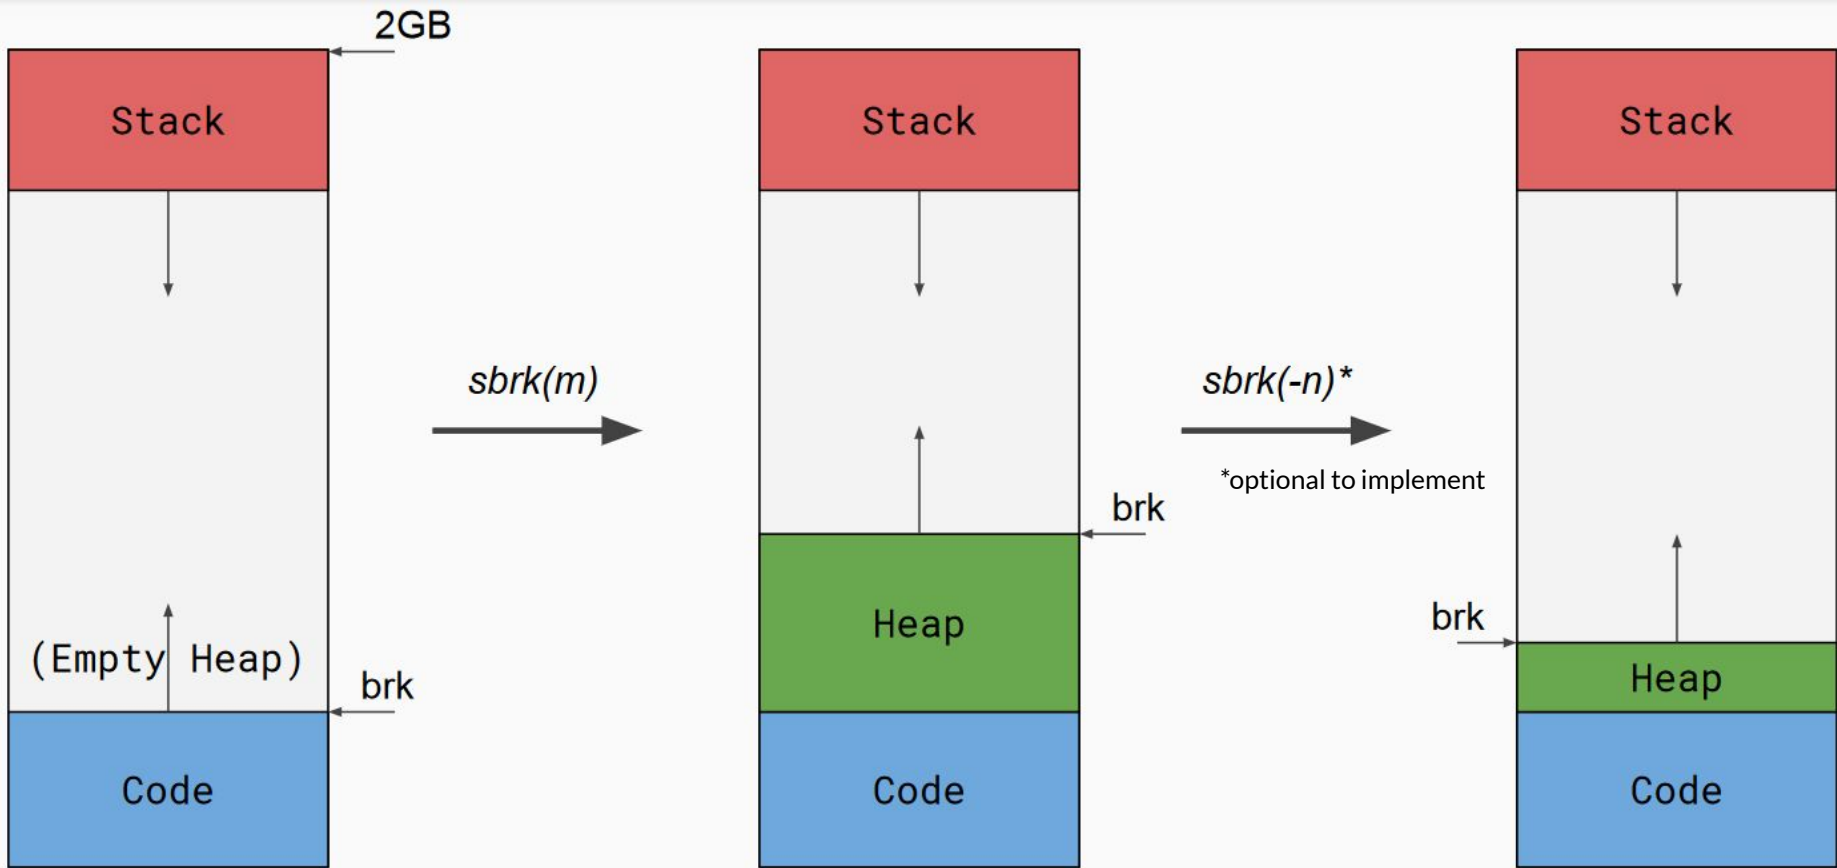 2GB
Stack
Stack
Stack
sbrk(m)
sbrk(-n)*
*optional to implement
brk
brk
Heap
(Empty Heap)
brk
Heap
Code
Code
Code